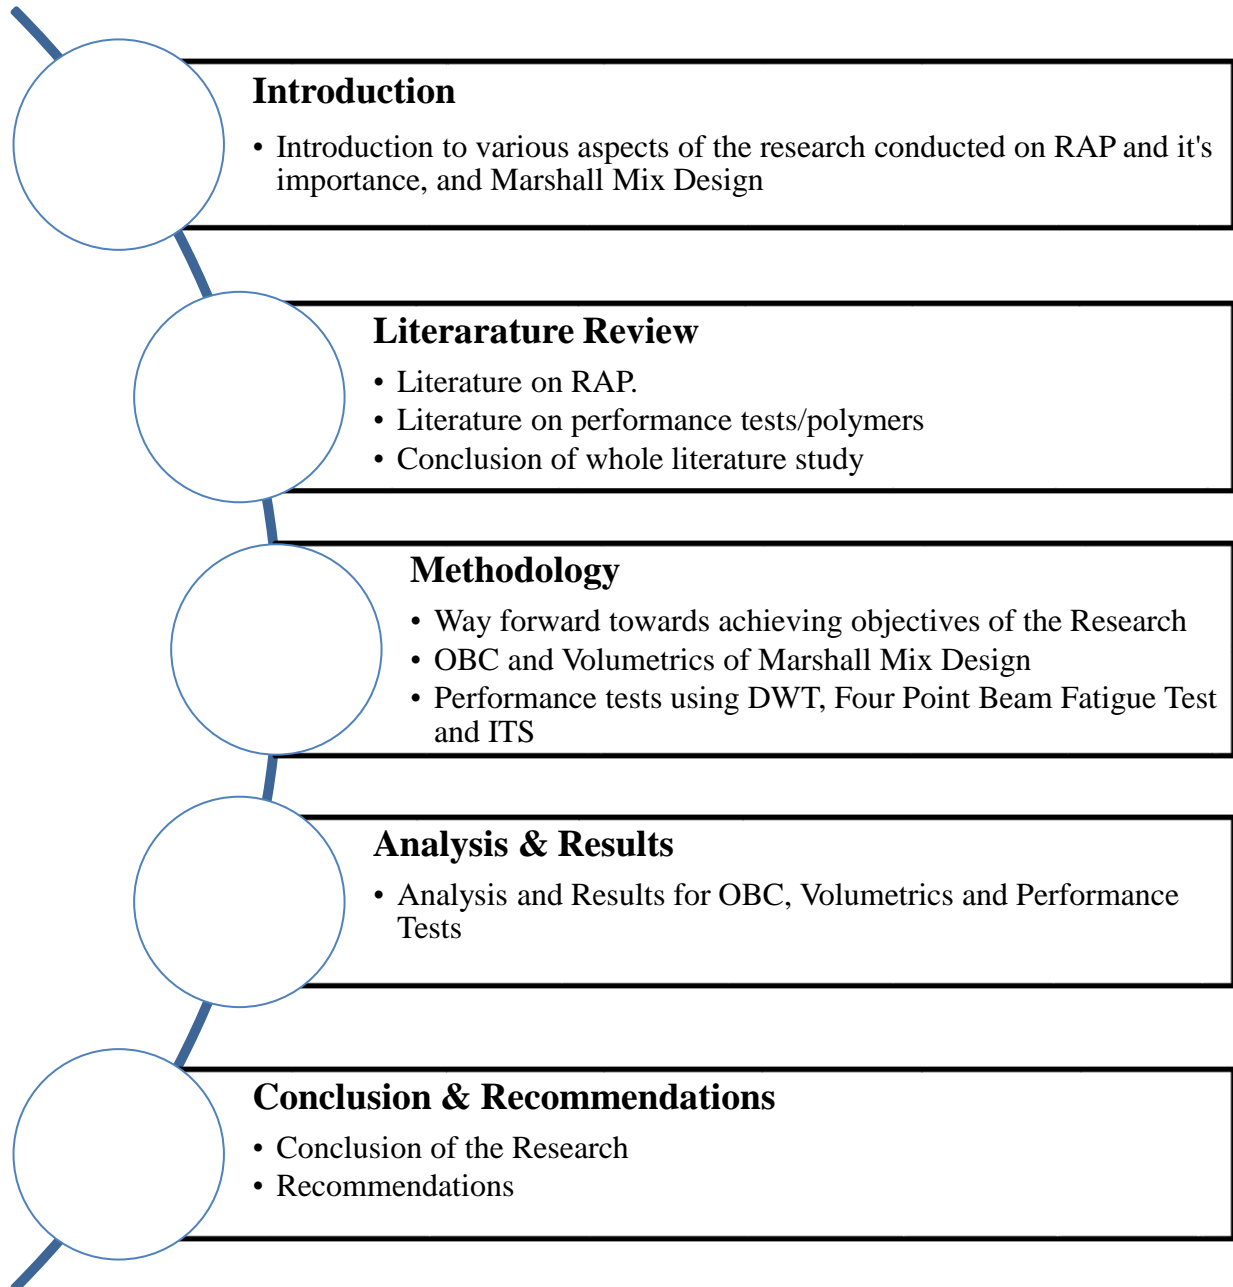 Introduction
• Introduction to various aspects of the research conducted on RAP and it's
importance, and Marshall Mix Design
Literarature Review
• Literature on RAP.
• Literature on performance tests/polymers
• Conclusion of whole literature study
Methodology
• Way forward towards achieving objectives of the Research
• OBC and Volumetrics of Marshall Mix Design
• Performance tests using DWT, Four Point Beam Fatigue Test
and ITS
Analysis & Results
• Analysis and Results for OBC, Volumetrics and Performance
Tests
Conclusion & Recommendations
• Conclusion of the Research
• Recommendations